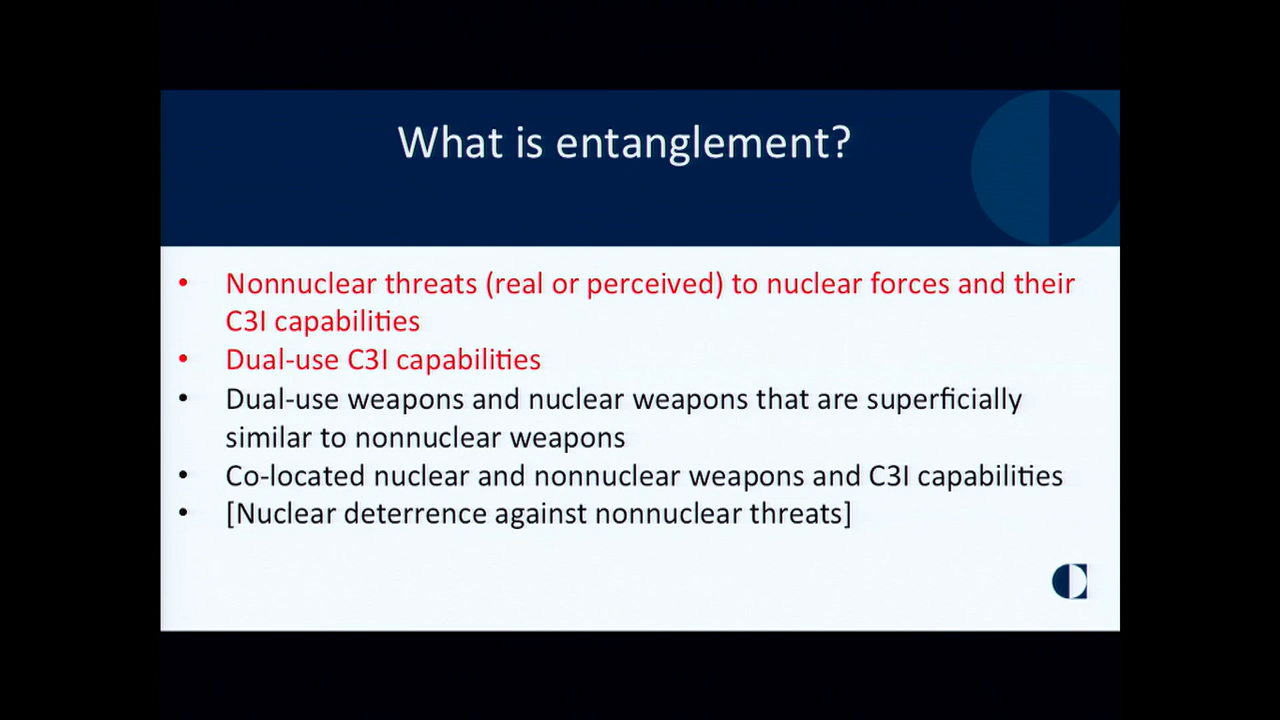 What is entanglement?
• Nonnuclear threats (real or perceived) to nuclear forces and their
C3I capabilities
• Dual-use C3I capabilities
• Dual-use weapons and nuclear weapons that are superficially
similar to nonnuclear weapons
• Co-located nuclear and nonnuclear weapons and C3I capabilities
• [Nuclear deterrence against nonnuclear threats]